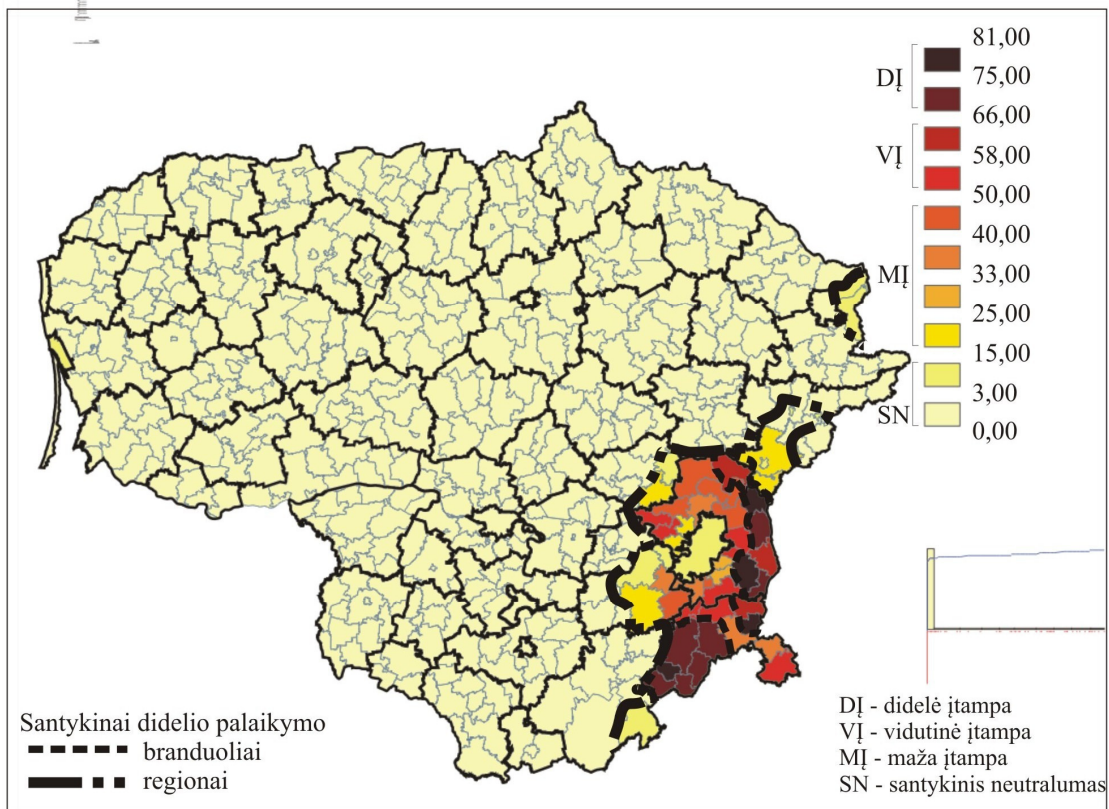 81,00
DĮ
75,00
66,00
VĮ
58,00
50,00
40,00
MĮ
33,00
25,00
15,00
3,00
SN
0,00
Santykinai didelio palaikymo
branduoliai
regionai
DĮ - didelė įtampa
VĮ - vidutinė įtampa
MĮ - maža įtampa
SN - santykinis neutralumas